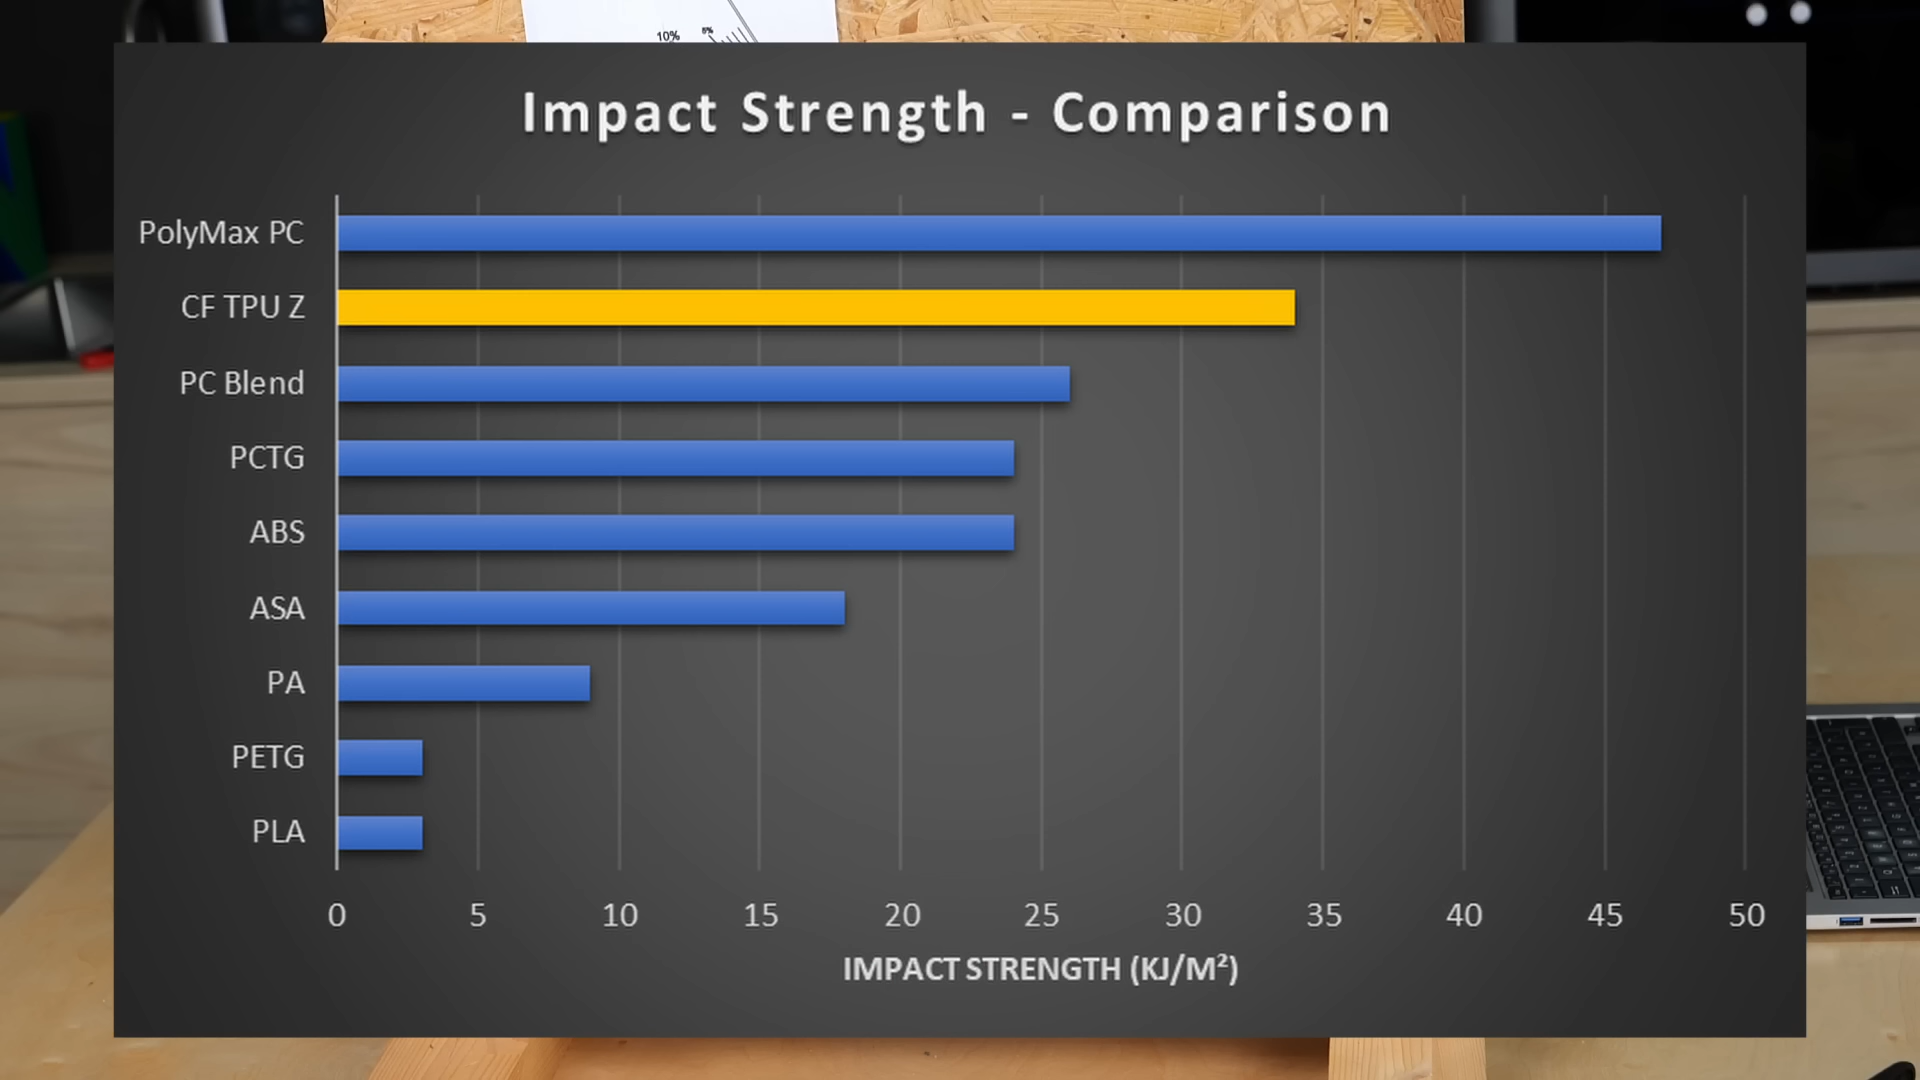 10%
Impact Strength - Comparison
PolyMax PC
CF TPU Z
PC Blend
PCTG
ABS
ASA
PA
PETG
PLA
0 5 10 15 20 25 30 35 40 45 50
IMPACT STRENGTH (KJ/M²)